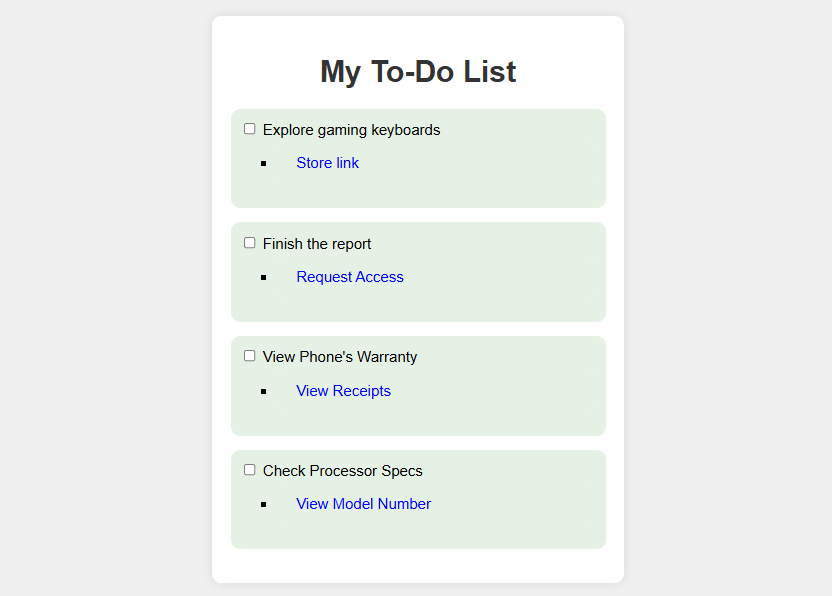 My To-Do List
Explore gaming keyboards
Store link
Finish the report
Request Access
View Phone's Warranty
View Receipts
Check Processor Specs
View Model Number